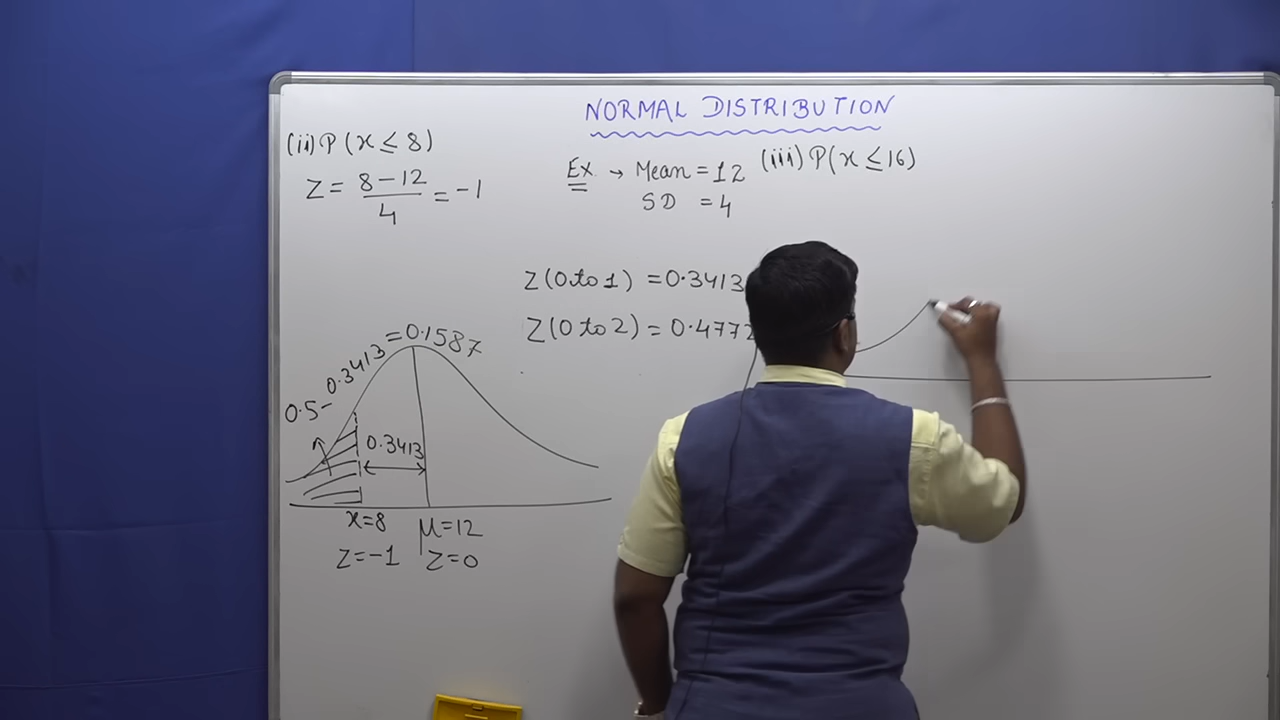 NORMAL DISTRIBUTION
(ii) P(x ≤ 8)
Z = 8-12 / 4 = -1
Ex. → Mean = 12
SD = 4
(iii) P(x ≤ 16)
Z(0 to 1) = 0.3413
Z(0 to 2) = 0.4772
0.5 - 0.3413 = 0.1587
0.3413
x=8
μ=12
Z=-1
Z=0